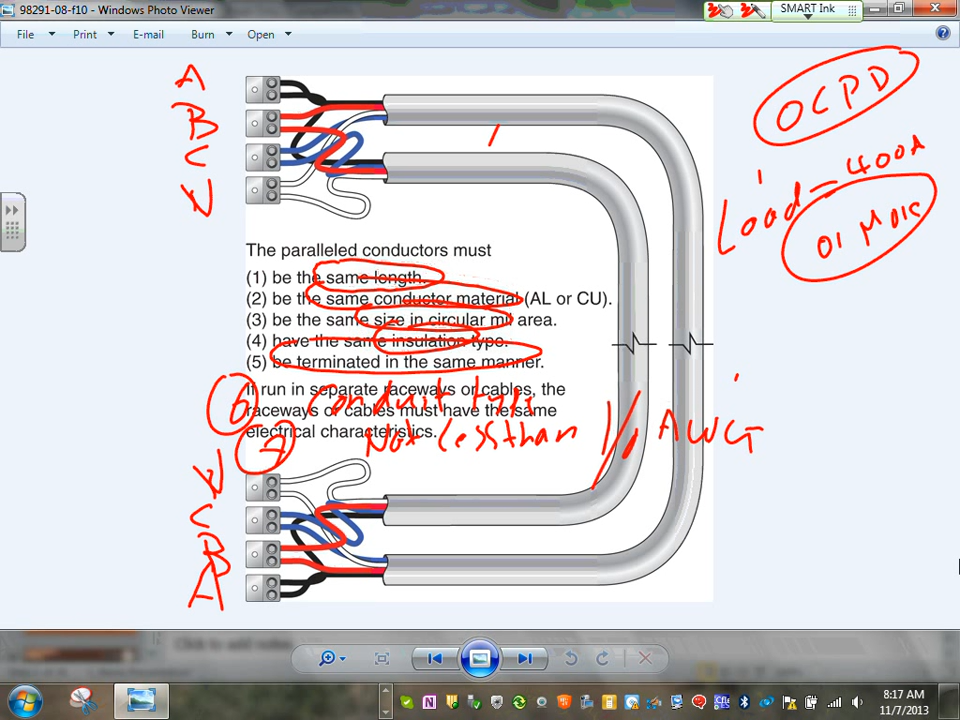 98291-08-f10 - Windows Photo Viewer
SMART Ink
File Print E-mail Burn Open
A
B
C
N
OCPD
Load = 400A
The paralleled conductors must
(1) be the same length.
(2) be the same conductor material (AL or CU).
(3) be the same size in circular mil area.
(4) have the same insulation type.
(5) be terminated in the same manner.
If run in separate raceways or cables, the
raceways or cables must have the same
electrical characteristics.
6 Conduit type
7 Not less than 1/0 AWG
N
C
B
A
Click to add notes
8:17 AM
11/7/2013